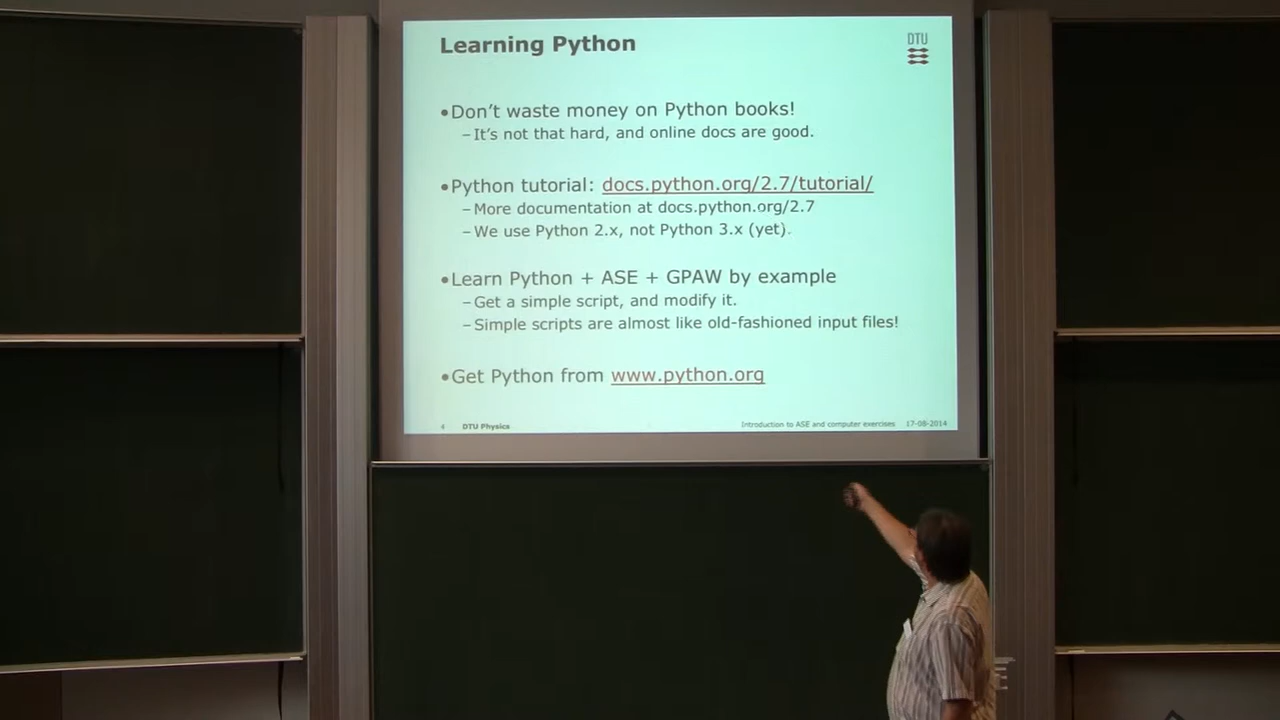 Learning Python
DTU
•Don't waste money on Python books!
–It's not that hard, and online docs are good.
•Python tutorial: docs.python.org/2.7/tutorial/
–More documentation at docs.python.org/2.7
–We use Python 2.x, not Python 3.x (yet).
•Learn Python + ASE + GPAW by example
–Get a simple script, and modify it.
–Simple scripts are almost like old-fashioned input files!
•Get Python from www.python.org
4 DTU Physics Introduction to ASE and computer exercises 17-08-2014